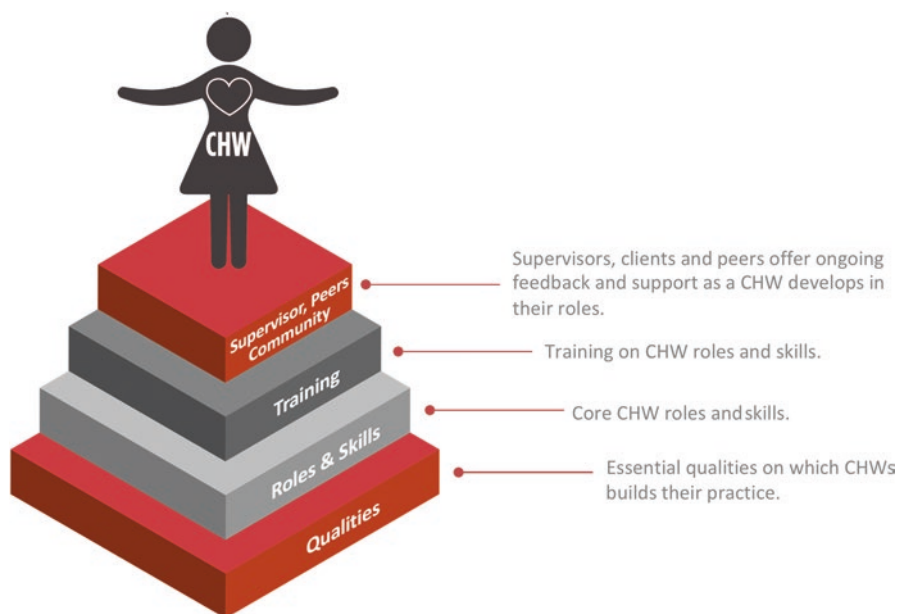 CHW
Supervisor, Peers
Community
Training
Roles & Skills
Qualities
Supervisors, clients and peers offer ongoing
feedback and support as a CHW develops in
their roles.
Training on CHW roles and skills.
Core CHW roles and skills.
Essential qualities on which CHWs
builds their practice.